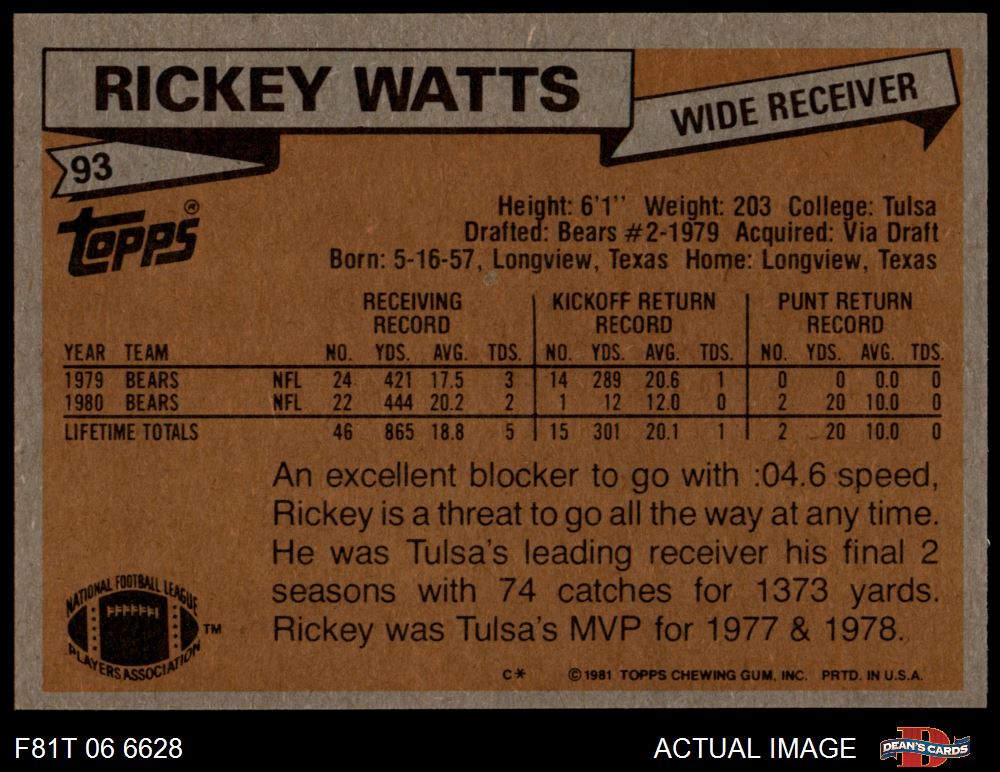 RICKEY WATTS
WIDE RECEIVER
93
Topps®
Height: 6'1'' Weight: 203 College: Tulsa
Drafted: Bears #2-1979 Acquired: Via Draft
Born: 5-16-57, Longview, Texas Home: Longview, Texas
RECEIVING RECORD KICKOFF RETURN RECORD PUNT RETURN RECORD
YEAR TEAM NO. YDS. AVG. TDS. NO. YDS. AVG. TDS. NO. YDS. AVG. TDS.
1979 BEARS NFL 24 421 17.5 3 14 289 20.6 1 0 0 0.0 0
1980 BEARS NFL 22 444 20.2 2 1 12 12.0 0 2 20 10.0 0
LIFETIME TOTALS 46 865 18.8 5 15 301 20.1 1 2 20 10.0 0
An excellent blocker to go with :04.6 speed,
Rickey is a threat to go all the way at any time.
He was Tulsa's leading receiver his final 2
seasons with 74 catches for 1373 yards.
Rickey was Tulsa's MVP for 1977 & 1978.
NATIONAL FOOTBALL LEAGUE
PLAYERS ASSOCIATION
TM
C* ©1981 TOPPS CHEWING GUM, INC. PRTD. IN U.S.A.
F81T 06 6628
ACTUAL IMAGE
D
DEAN'S CARDS